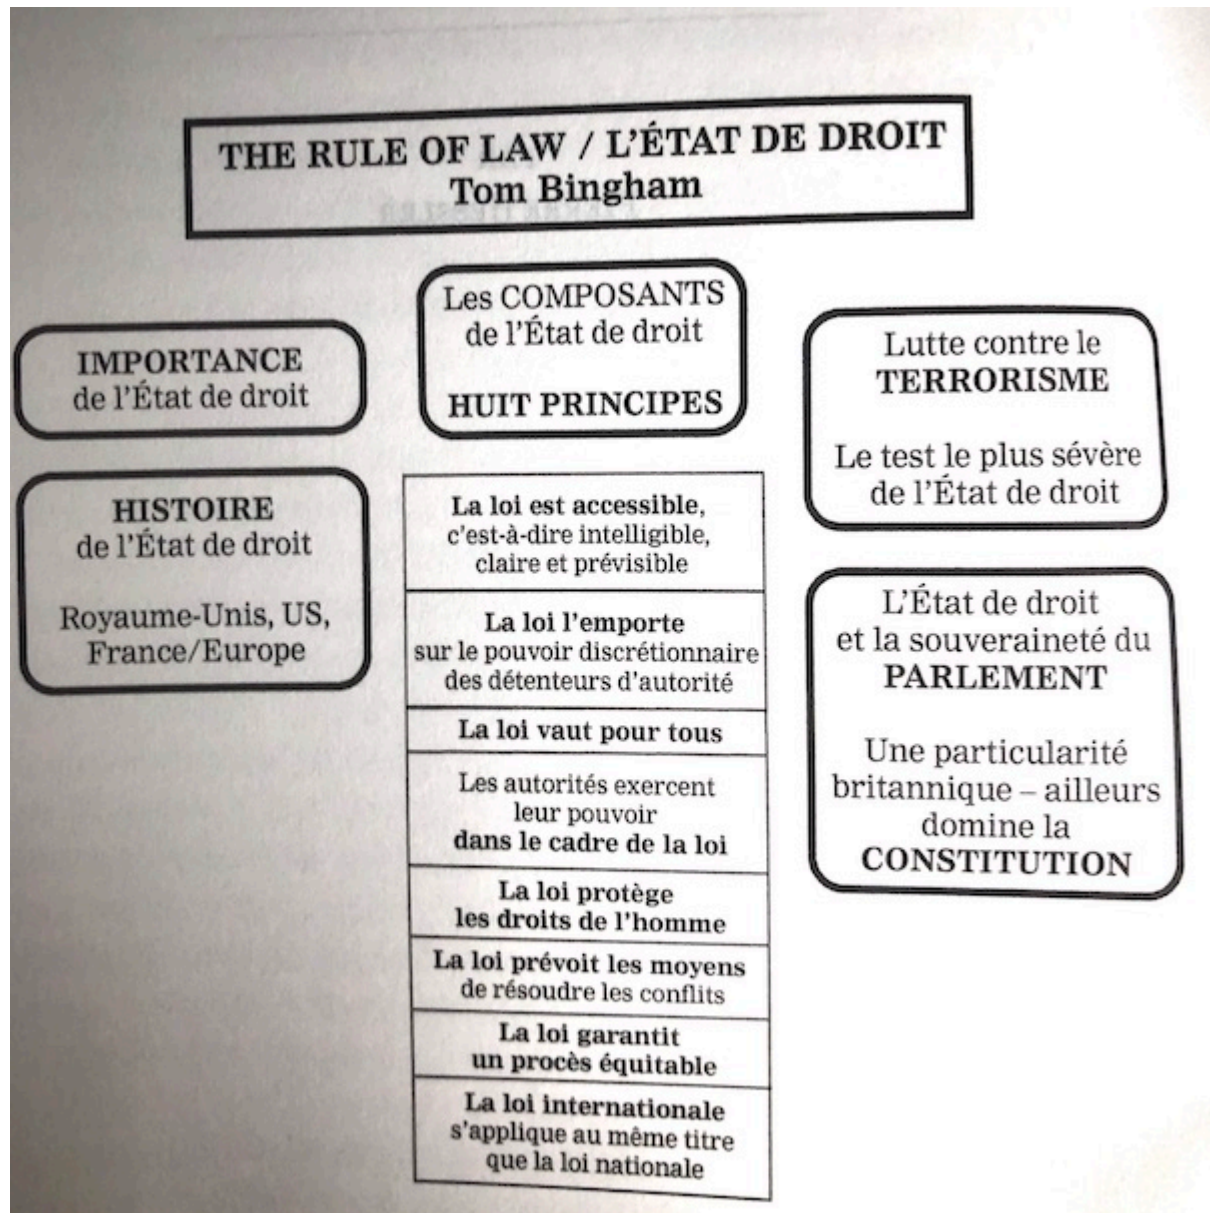 THE RULE OF LAW / L'ÉTAT DE DROIT
Tom Bingham
IMPORTANCE
de l'État de droit
HISTOIRE
de l'État de droit
Royaume-Unis, US,
France/Europe
Les COMPOSANTS
de l'État de droit
HUIT PRINCIPES
La loi est accessible,
c'est-à-dire intelligible,
claire et prévisible
La loi l'emporte
sur le pouvoir discrétionnaire
des détenteurs d'autorité
La loi vaut pour tous
Les autorités exercent
leur pouvoir
dans le cadre de la loi
La loi protège
les droits de l'homme
La loi prévoit les moyens
de résoudre les conflits
La loi garantit
un procès équitable
La loi internationale
s'applique au même titre
que la loi nationale
Lutte contre le
TERRORISME
Le test le plus sévère
de l'État de droit
L'État de droit
et la souveraineté du
PARLEMENT
Une particularité
britannique – ailleurs
domine la
CONSTITUTION